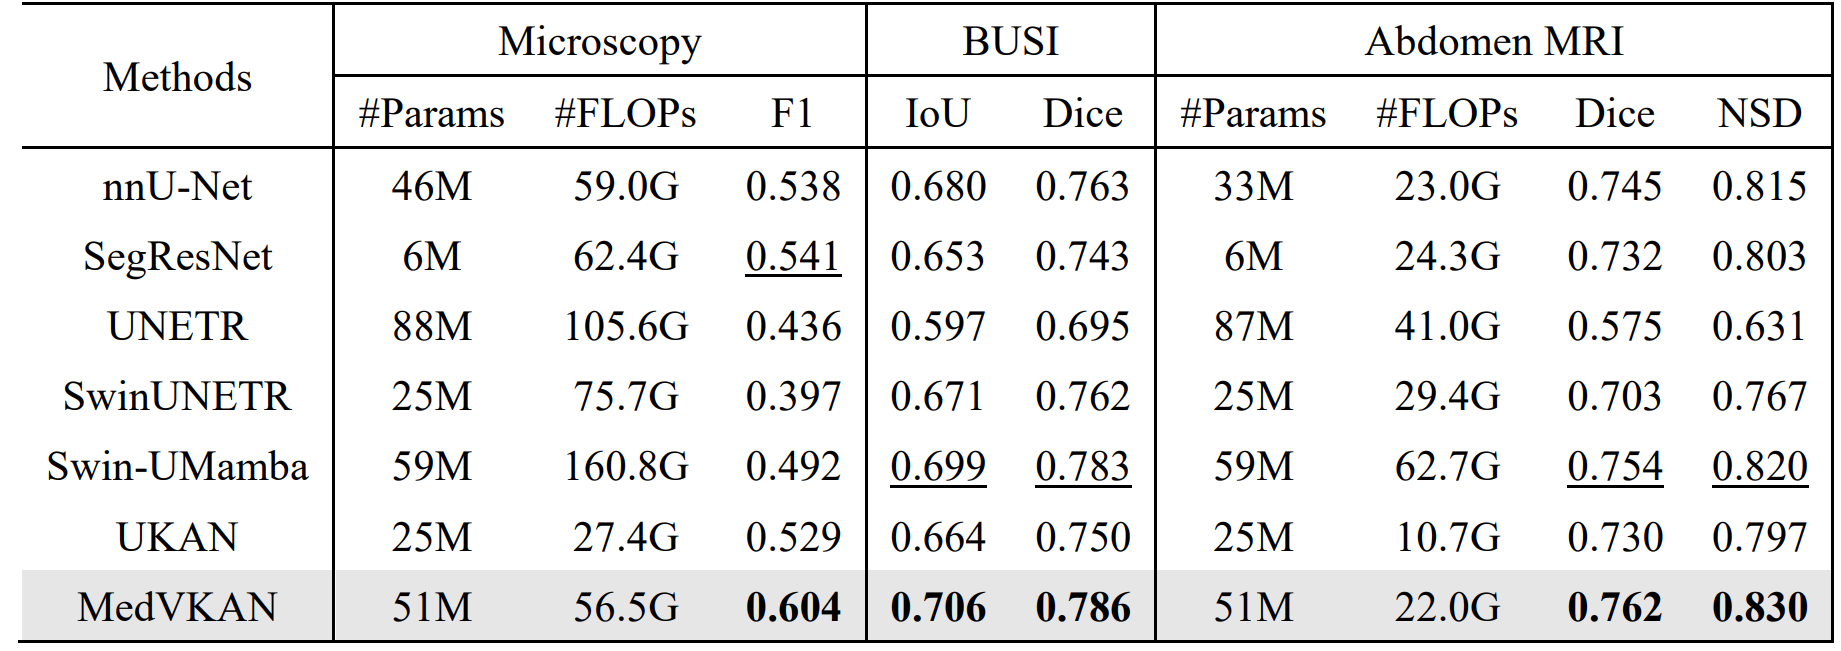 Methods Microscopy BUSI Abdomen MRI
#Params #FLOPs F1 IoU Dice #Params #FLOPs Dice NSD
nnU-Net 46M 59.0G 0.538 0.680 0.763 33M 23.0G 0.745 0.815
SegResNet 6M 62.4G 0.541 0.653 0.743 6M 24.3G 0.732 0.803
UNETR 88M 105.6G 0.436 0.597 0.695 87M 41.0G 0.575 0.631
SwinUNETR 25M 75.7G 0.397 0.671 0.762 25M 29.4G 0.703 0.767
Swin-UMamba 59M 160.8G 0.492 0.699 0.783 59M 62.7G 0.754 0.820
UKAN 25M 27.4G 0.529 0.664 0.750 25M 10.7G 0.730 0.797
MedVKAN 51M 56.5G 0.604 0.706 0.786 51M 22.0G 0.762 0.830